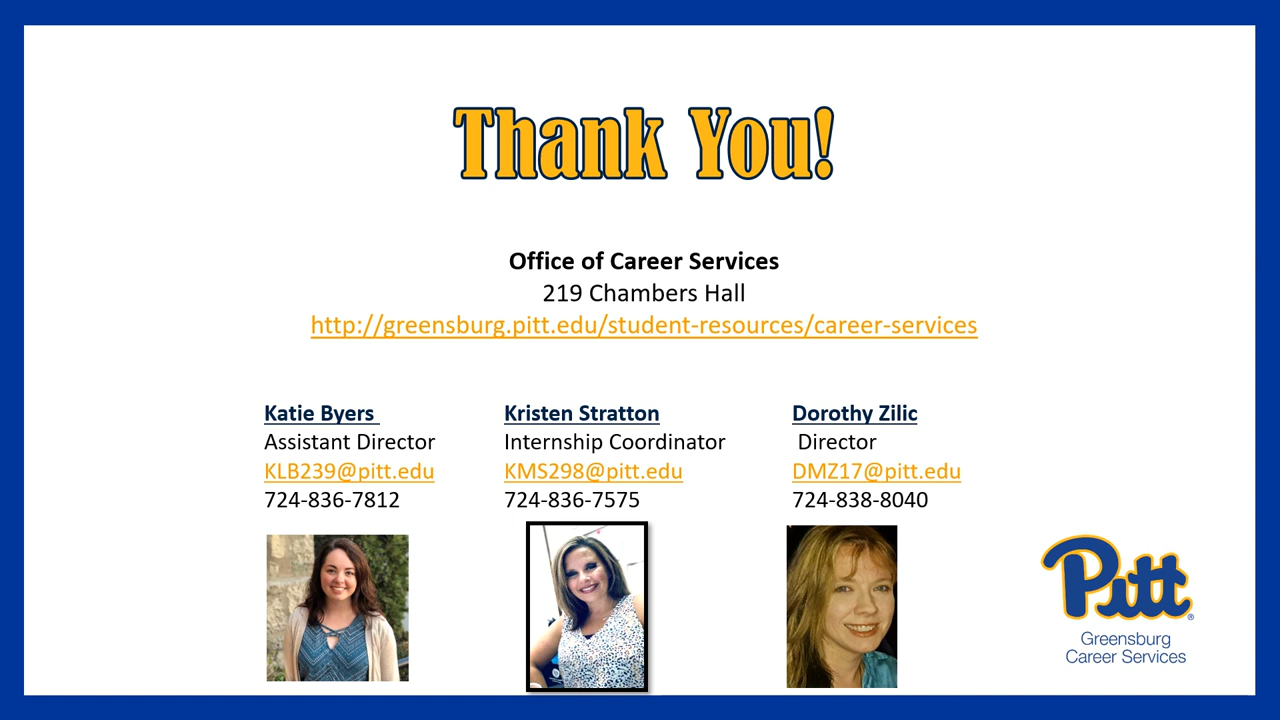 Thank You!
Office of Career Services
219 Chambers Hall
http://greensburg.pitt.edu/student-resources/career-services
Katie Byers
Assistant Director
KLB239@pitt.edu
724-836-7812
Kristen Stratton
Internship Coordinator
KMS298@pitt.edu
724-836-7575
Dorothy Zilic
Director
DMZ17@pitt.edu
724-838-8040
Pitt®
Greensburg
Career Services